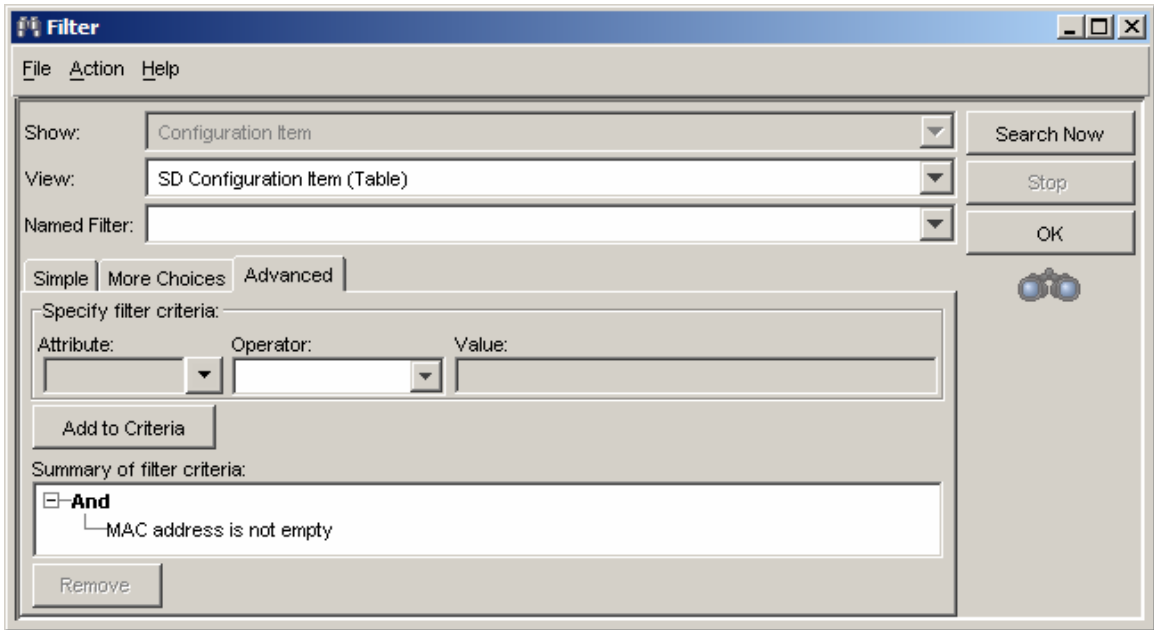 Filter
File Action Help
Show: Configuration Item
Search Now
View: SD Configuration Item (Table)
Stop
Named Filter:
OK
Simple More Choices Advanced
Specify filter criteria:
Attribute: Operator: Value:
Add to Criteria
Summary of filter criteria:
And
MAC address is not empty
Remove